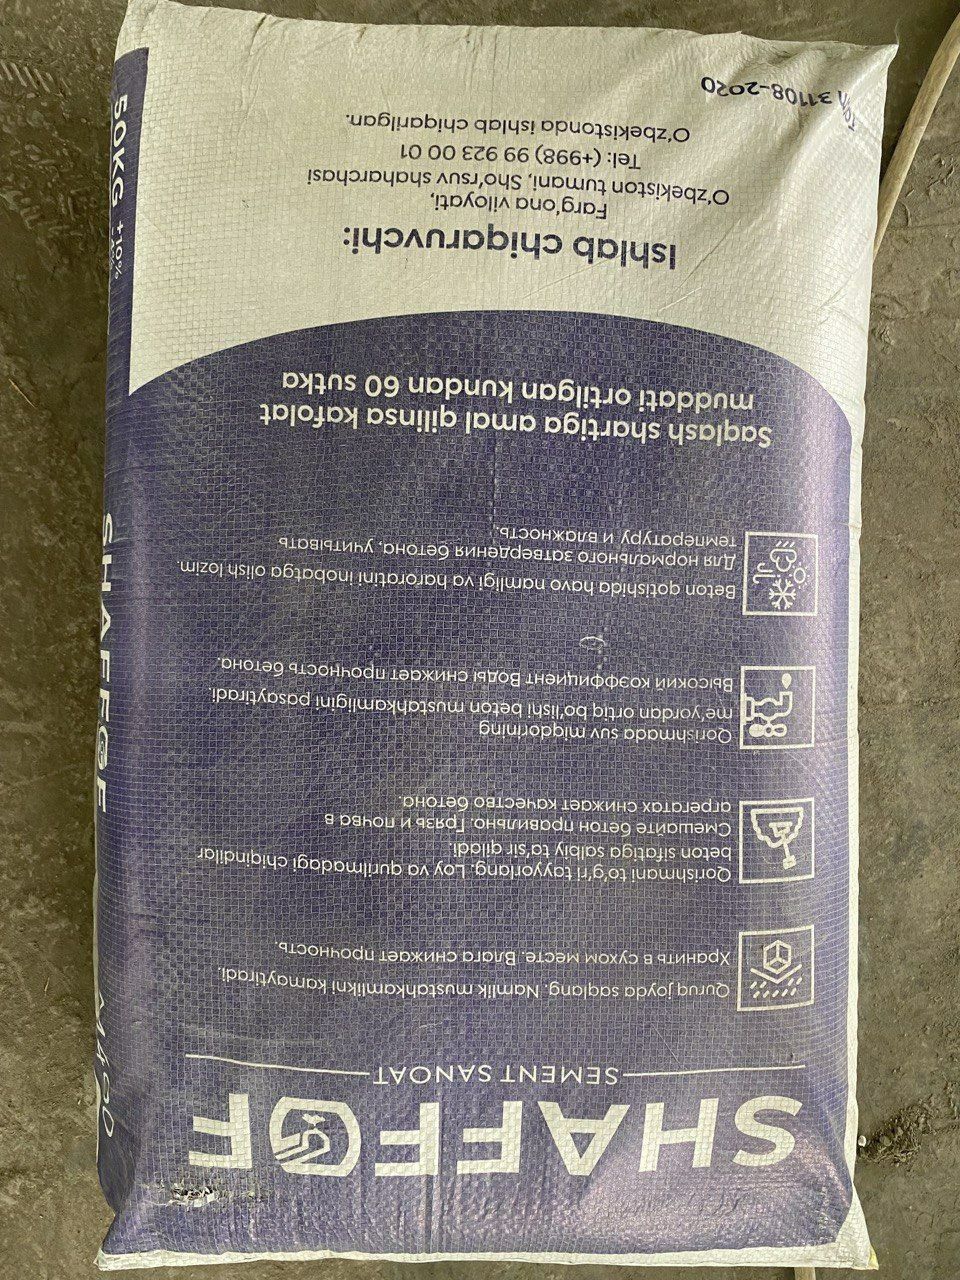 SHAFFOF
SEMENT SANOAT
Quruq joyda saqlang. Namlik mustahkamlikni kamaytiradi.
Хранить в сухом месте. Влага снижает прочность.
Qorishmani to'g'ri tayyorlang. Loy va qurilmadagi chiqindilar
beton sifatiga salbiy ta'sir qiladi.
Смешайте бетон правильно. Грязь и почва в
агрегатах снижает качество бетона.
Qorishmada suv miqdorining
me'yordan ortiq bo'lishi beton mustahkamligini pasaytiradi.
Высокий коэффициент Воды снижает прочность бетона.
Beton qotishida havo namligi va haroratini inobatga olish lozim.
Для нормального затвердения бетона, учитывать
температуру и влажность.
Saqlash shartiga amal qilinsa kafolat
muddati ortilgan kundan 60 sutka
Ishlab chiqaruvchi:
Farg'ona viloyati,
O'zbekiston tumani, Sho'rsuv shaharchasi
Tel: (+998) 99 923 00 01
O'zbekistonda ishlab chiqarilgan.
31108-2020
50KG ±10%
SHAFFOF
M400